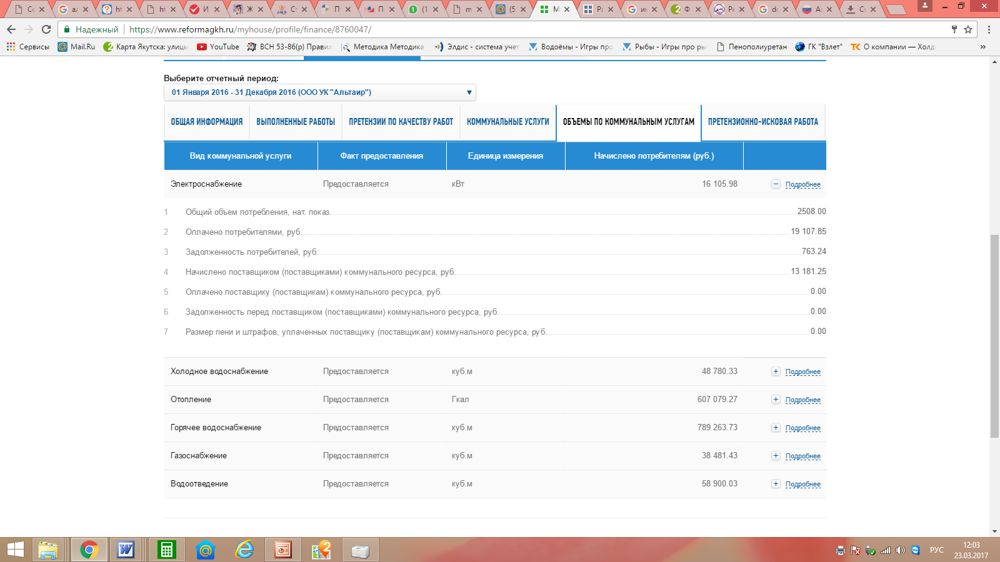 Надежный https://www.reformagkh.ru/myhouse/profile/finance/8760047/
Сервисы Mail.Ru Карта Якутска: улицы YouTube ВСН 53-86(р) Правил Методика Методика Элдис - система учет Водоёмы - Игры про Рыбы - Игры про ры Пенополиуретан ГК "Взлет" О компании — Холд »
Выберите отчетный период:
01 Января 2016 - 31 Декабря 2016 (ООО УК "Альтаир")
ОБЩАЯ ИНФОРМАЦИЯ ВЫПОЛНЕННЫЕ РАБОТЫ ПРЕТЕНЗИИ ПО КАЧЕСТВУ РАБОТ КОММУНАЛЬНЫЕ УСЛУГИ ОБЪЕМЫ ПО КОММУНАЛЬНЫМ УСЛУГАМ ПРЕТЕНЗИОННО-ИСКОВАЯ РАБОТА
Вид коммунальной услуги Факт предоставления Единица измерения Начислено потребителям (руб.)
Электроснабжение Предоставляется кВт 16 105.98 Подробнее
1 Общий объем потребления, нат. показ. 2508.00
2 Оплачено потребителями, руб. 19 107.85
3 Задолженность потребителей, руб. 763.24
4 Начислено поставщиком (поставщиками) коммунального ресурса, руб. 13 181.25
5 Оплачено поставщику (поставщикам) коммунального ресурса, руб. 0.00
6 Задолженность перед поставщиком (поставщиками) коммунального ресурса, руб. 0.00
7 Размер пени и штрафов, уплаченных поставщику (поставщикам) коммунального ресурса, руб. 0.00
Холодное водоснабжение Предоставляется куб.м 48 780.33 Подробнее
Отопление Предоставляется Гкал 607 079.27 Подробнее
Горячее водоснабжение Предоставляется куб.м 789 263.73 Подробнее
Газоснабжение Предоставляется куб.м 38 481.43 Подробнее
Водоотведение Предоставляется куб.м 58 900.03 Подробнее
РУС 12:03
23.03.2017